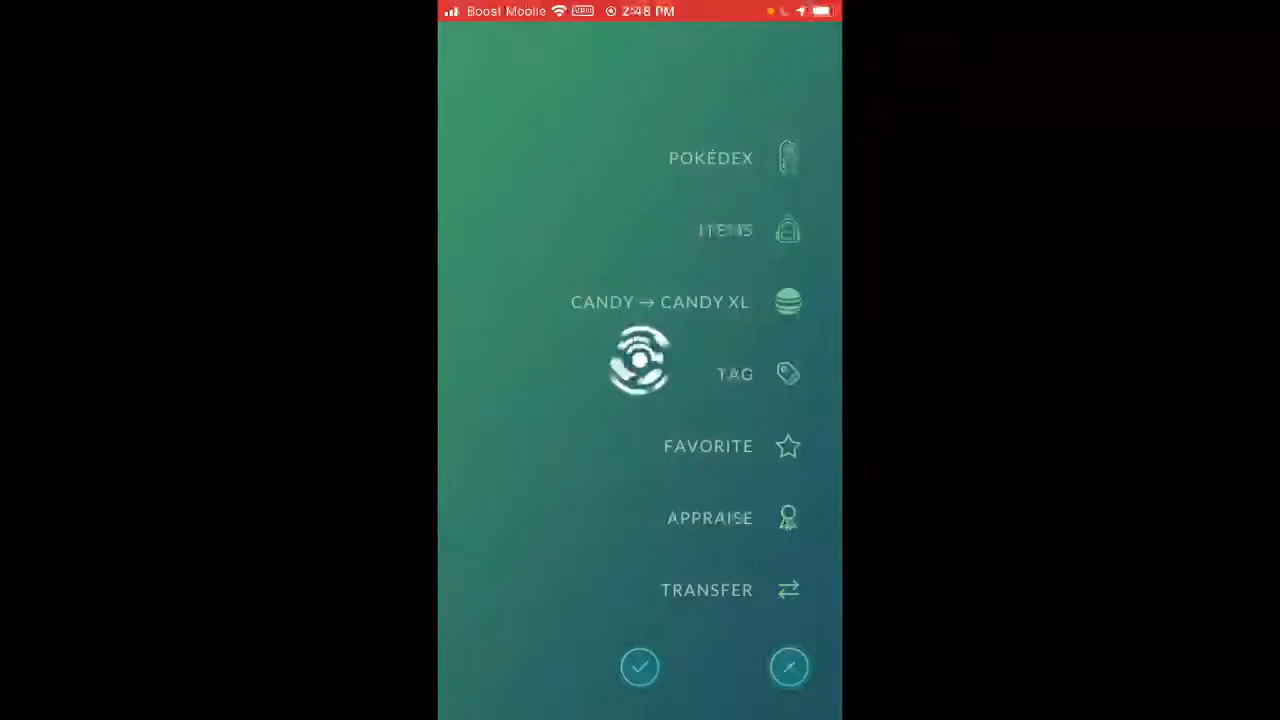 Boost Mobile 2:48 PM
POKÉDEX
ITEMS
CANDY → CANDY XL
TAG
FAVORITE
APPRAISE
TRANSFER